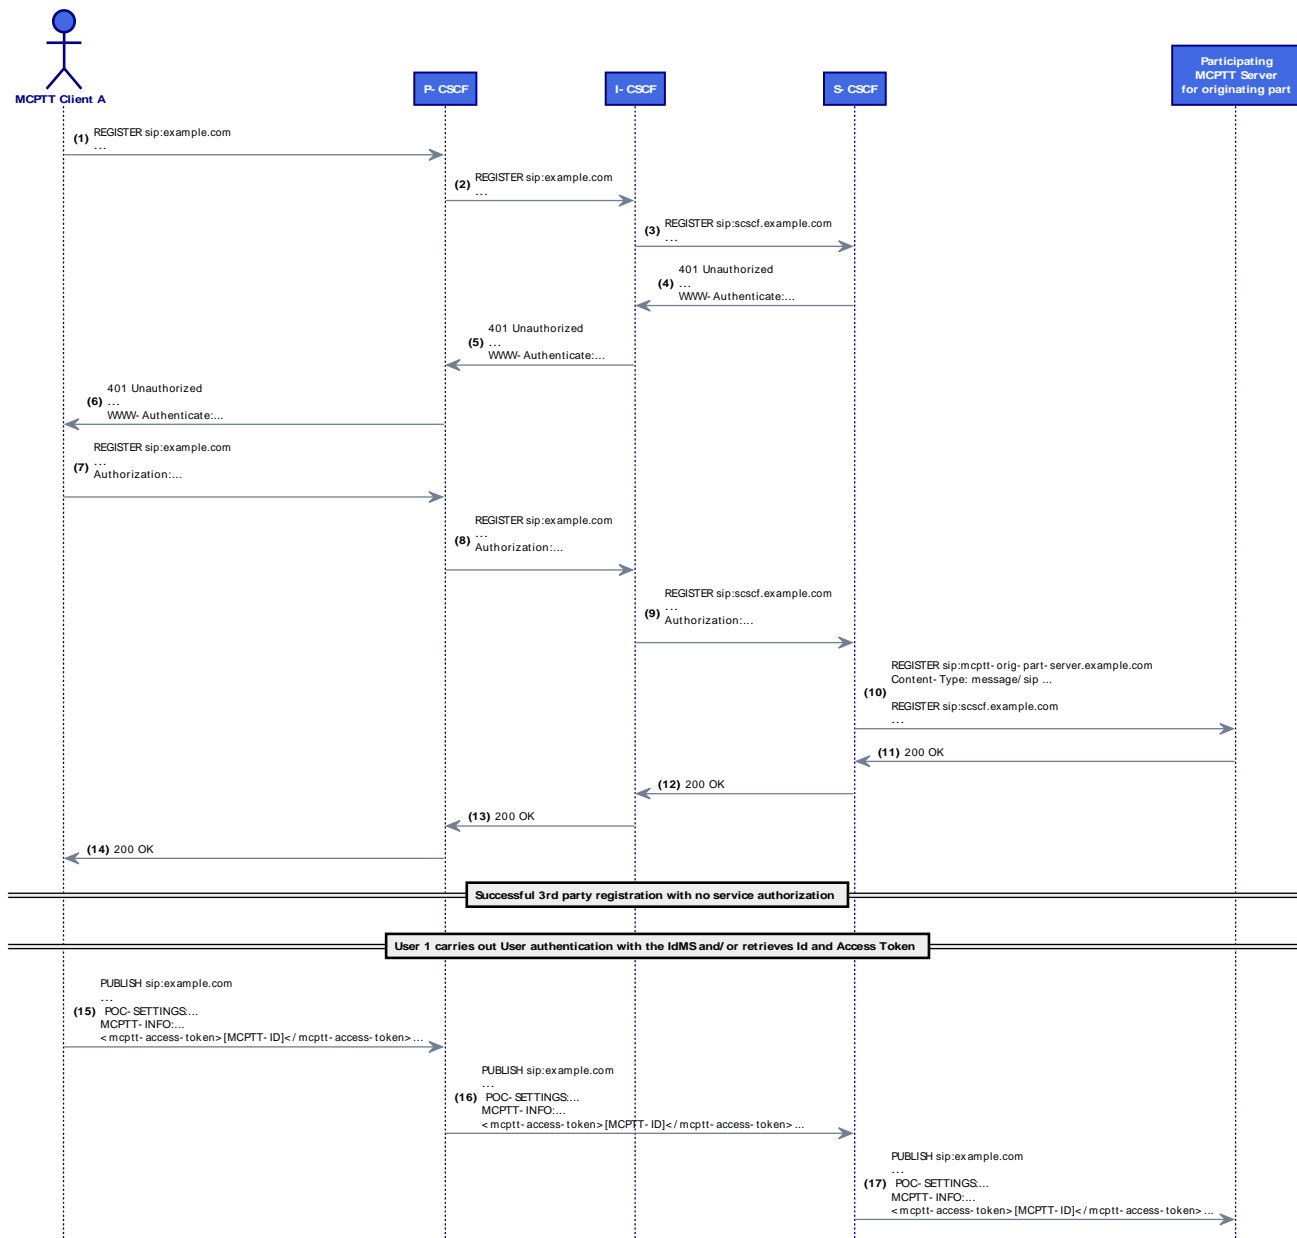 MCPTT Client A
P- CSCF
I- CSCF
S- CSCF
Participating
MCPTT Server
for originating part
(1) REGISTER sip:example.com
...
(2) REGISTER sip:example.com
...
(3) REGISTER sip:scscf.example.com
...
401 Unauthorized
(4) ...
WWW- Authenticate:...
401 Unauthorized
(5) ...
WWW- Authenticate:...
401 Unauthorized
(6) ...
WWW- Authenticate:...
REGISTER sip:example.com
(7) ...
Authorization:...
REGISTER sip:example.com
(8) ...
Authorization:...
REGISTER sip:scscf.example.com
(9) ...
Authorization:...
REGISTER sip:mcptt- orig- part- server.example.com
Content- Type: message/ sip ...
(10)
REGISTER sip:scscf.example.com
...
(11) 200 OK
(12) 200 OK
(13) 200 OK
(14) 200 OK
Successful 3rd party registration with no service authorization
User 1 carries out User authentication with the IdMS and/ or retrieves Id and Access Token
PUBLISH sip:example.com
...
(15) POC- SETTINGS:...
MCPTT- INFO:...
< mcptt- access- token> [MCPTT- ID]< / mcptt- access- token> ...
PUBLISH sip:example.com
...
(16) POC- SETTINGS:...
MCPTT- INFO:...
< mcptt- access- token> [MCPTT- ID]< / mcptt- access- token> ...
PUBLISH sip:example.com
...
(17) POC- SETTINGS:...
MCPTT- INFO:...
< mcptt- access- token> [MCPTT- ID]< / mcptt- access- token> ...